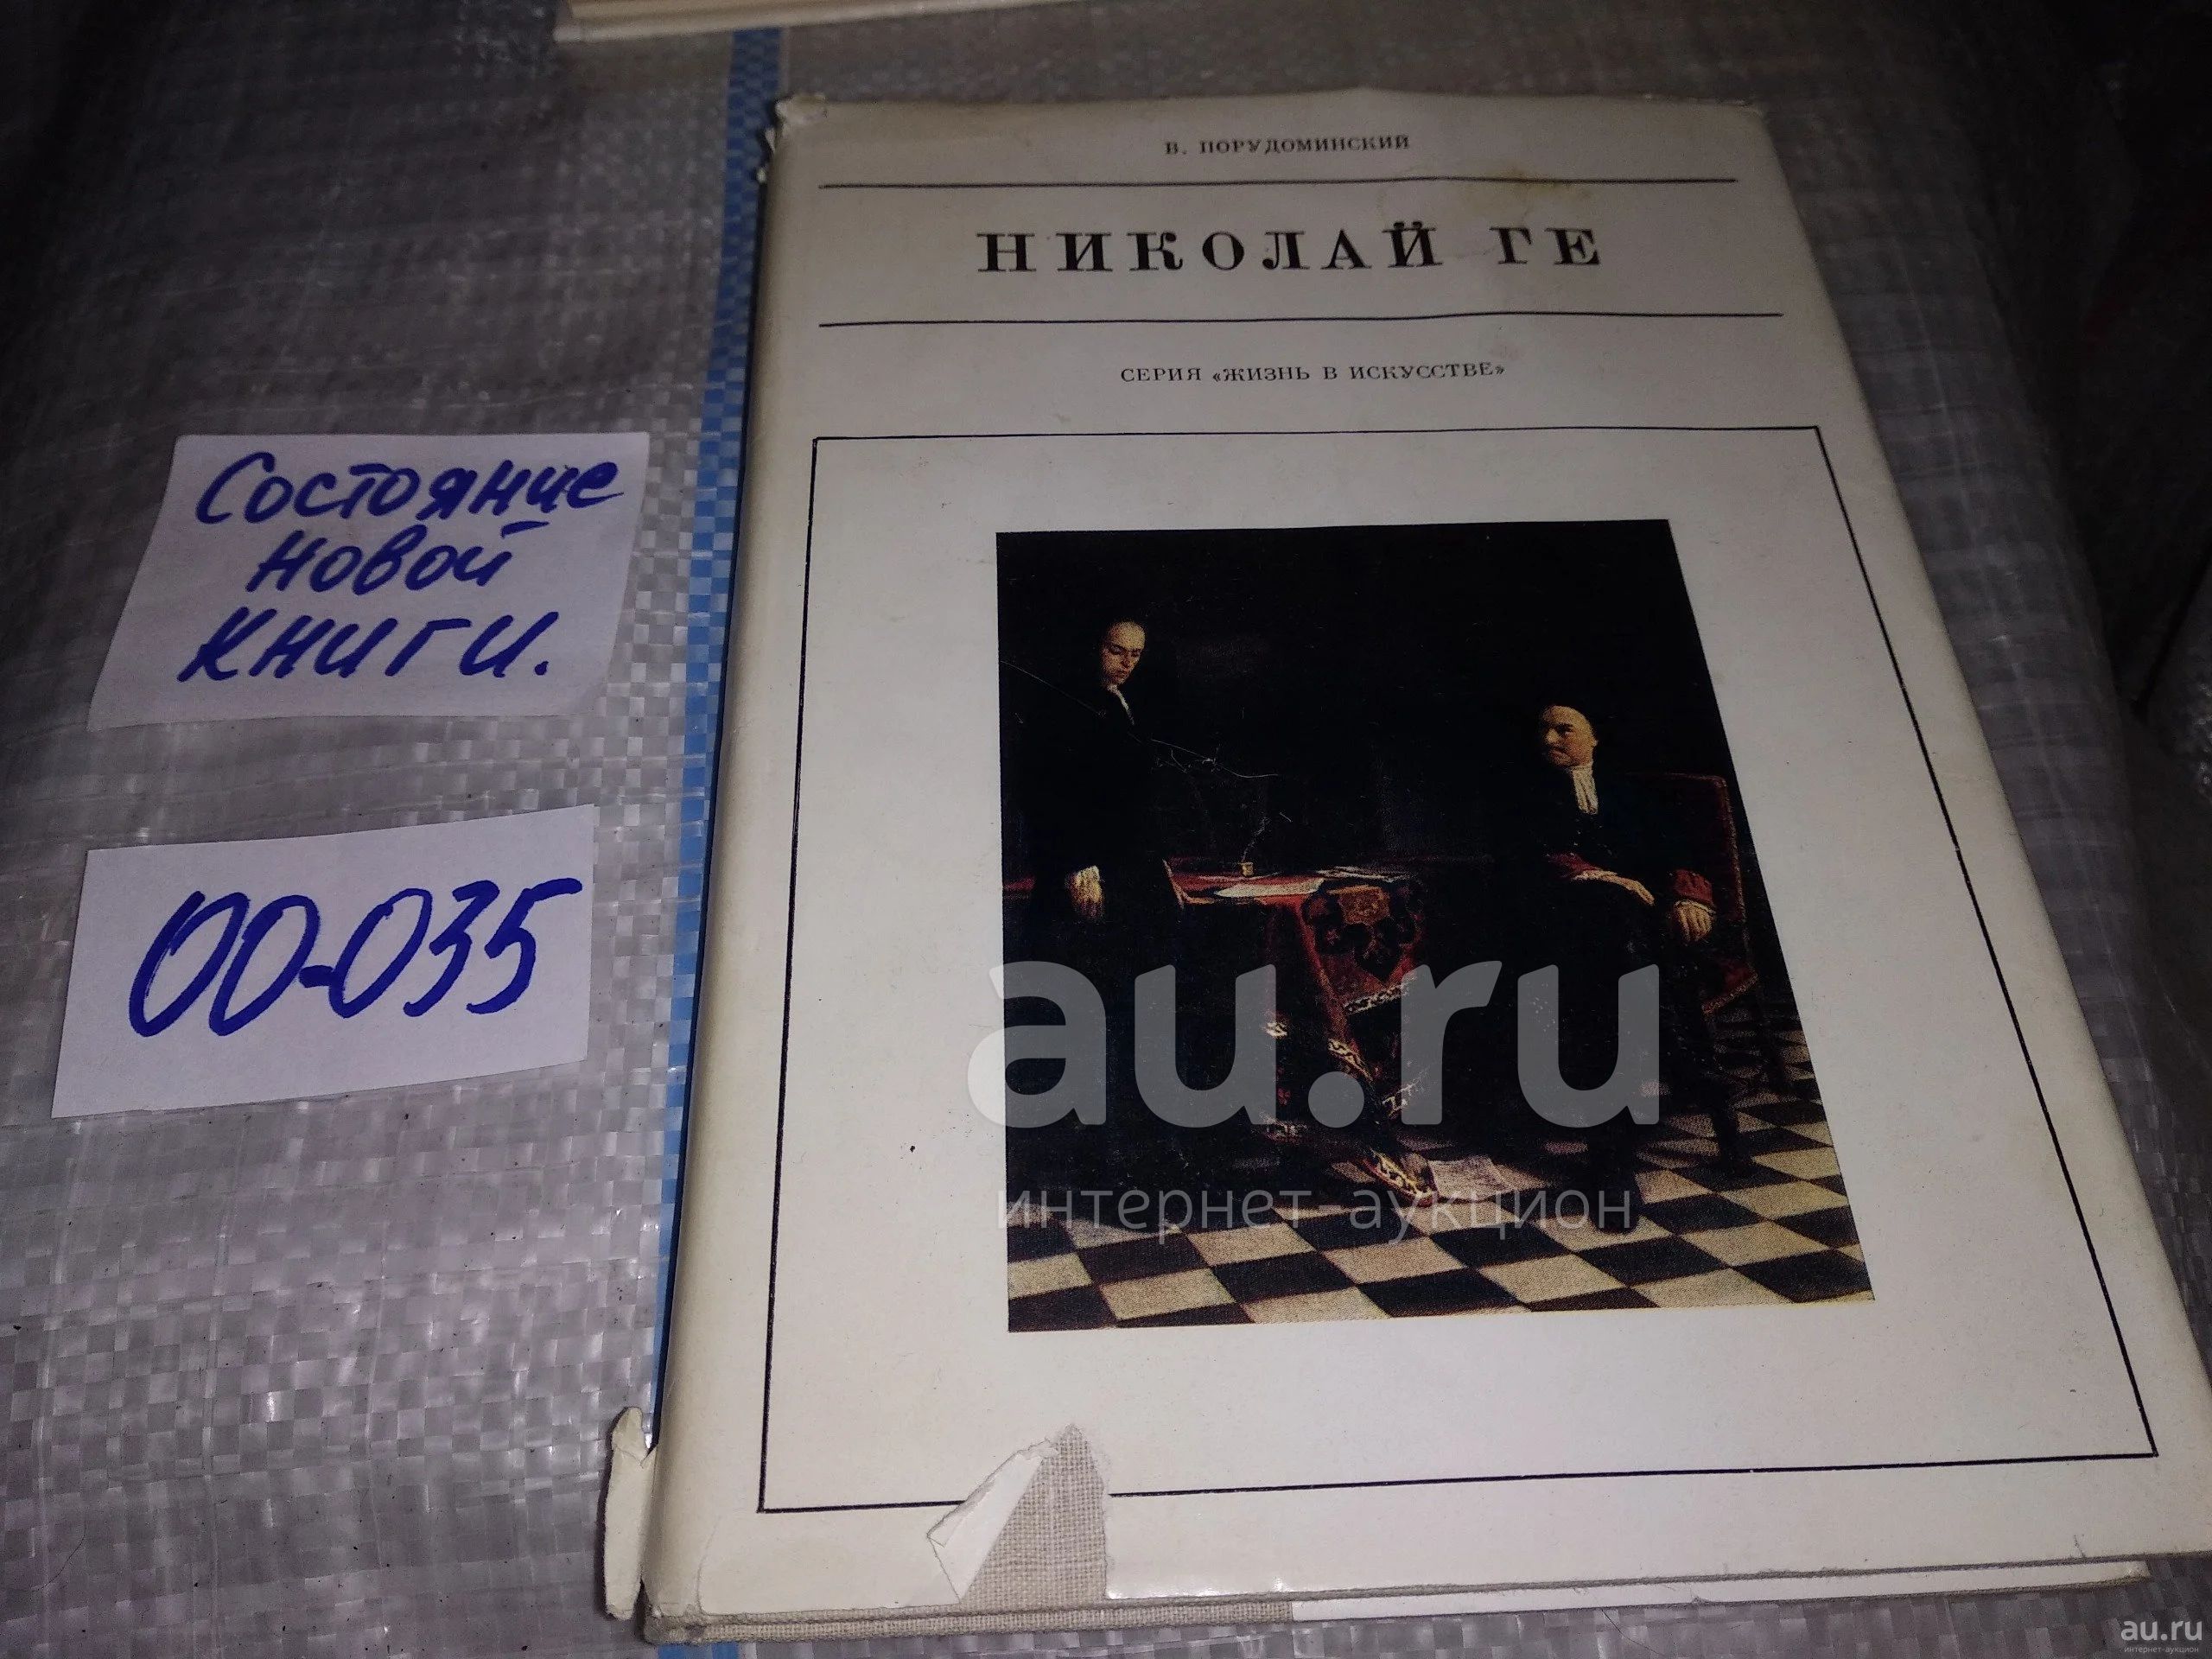 В. ПОРУДОМИНСКИЙ
НИКОЛАЙ ГЕ
СЕРИЯ «ЖИЗНЬ В ИСКУССТВЕ»
Состояние
новой
книги.
00-035
au.ru
интернет-аукцион
au.ru
интернет-аукцион